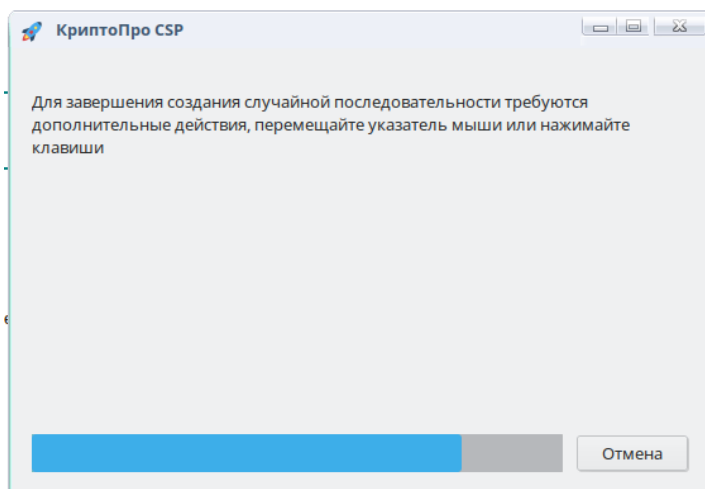 КриптоПро CSP
Для завершения создания случайной последовательности требуются
дополнительные действия, перемещайте указатель мыши или нажимайте
клавиши
Отмена